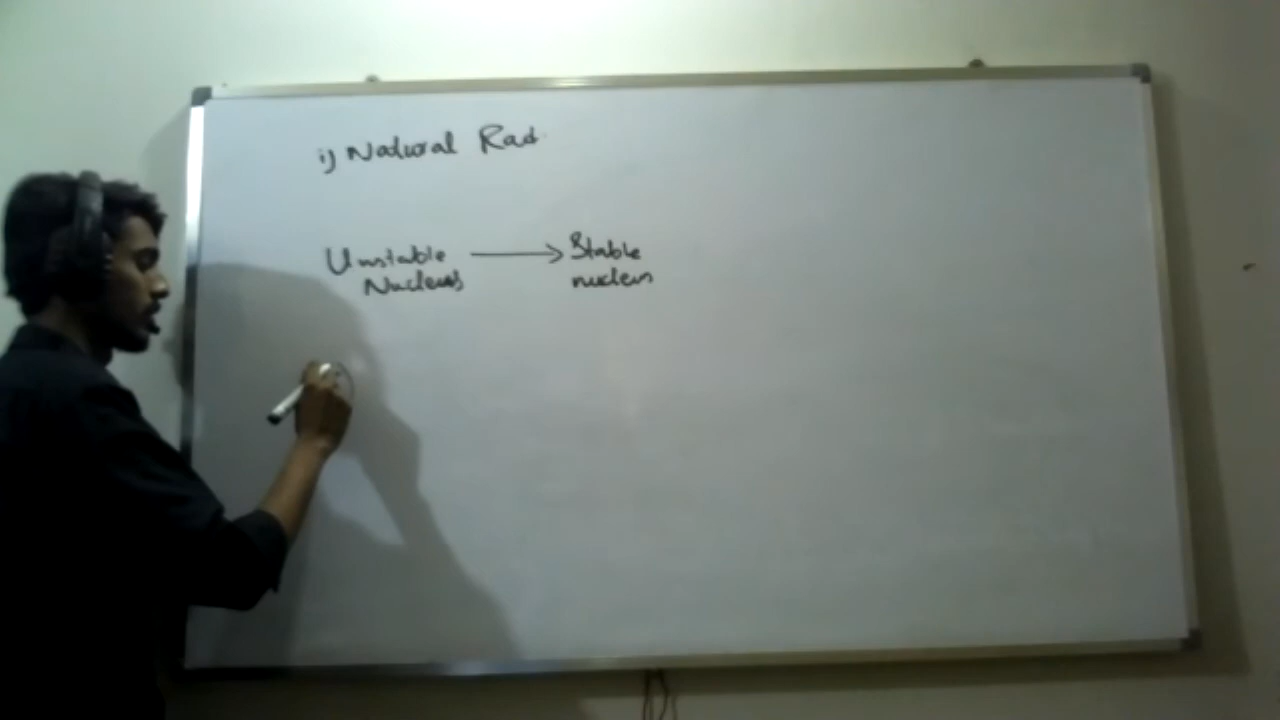 i) Natural Rad
Unstable → Stable
Nucleus nucleus